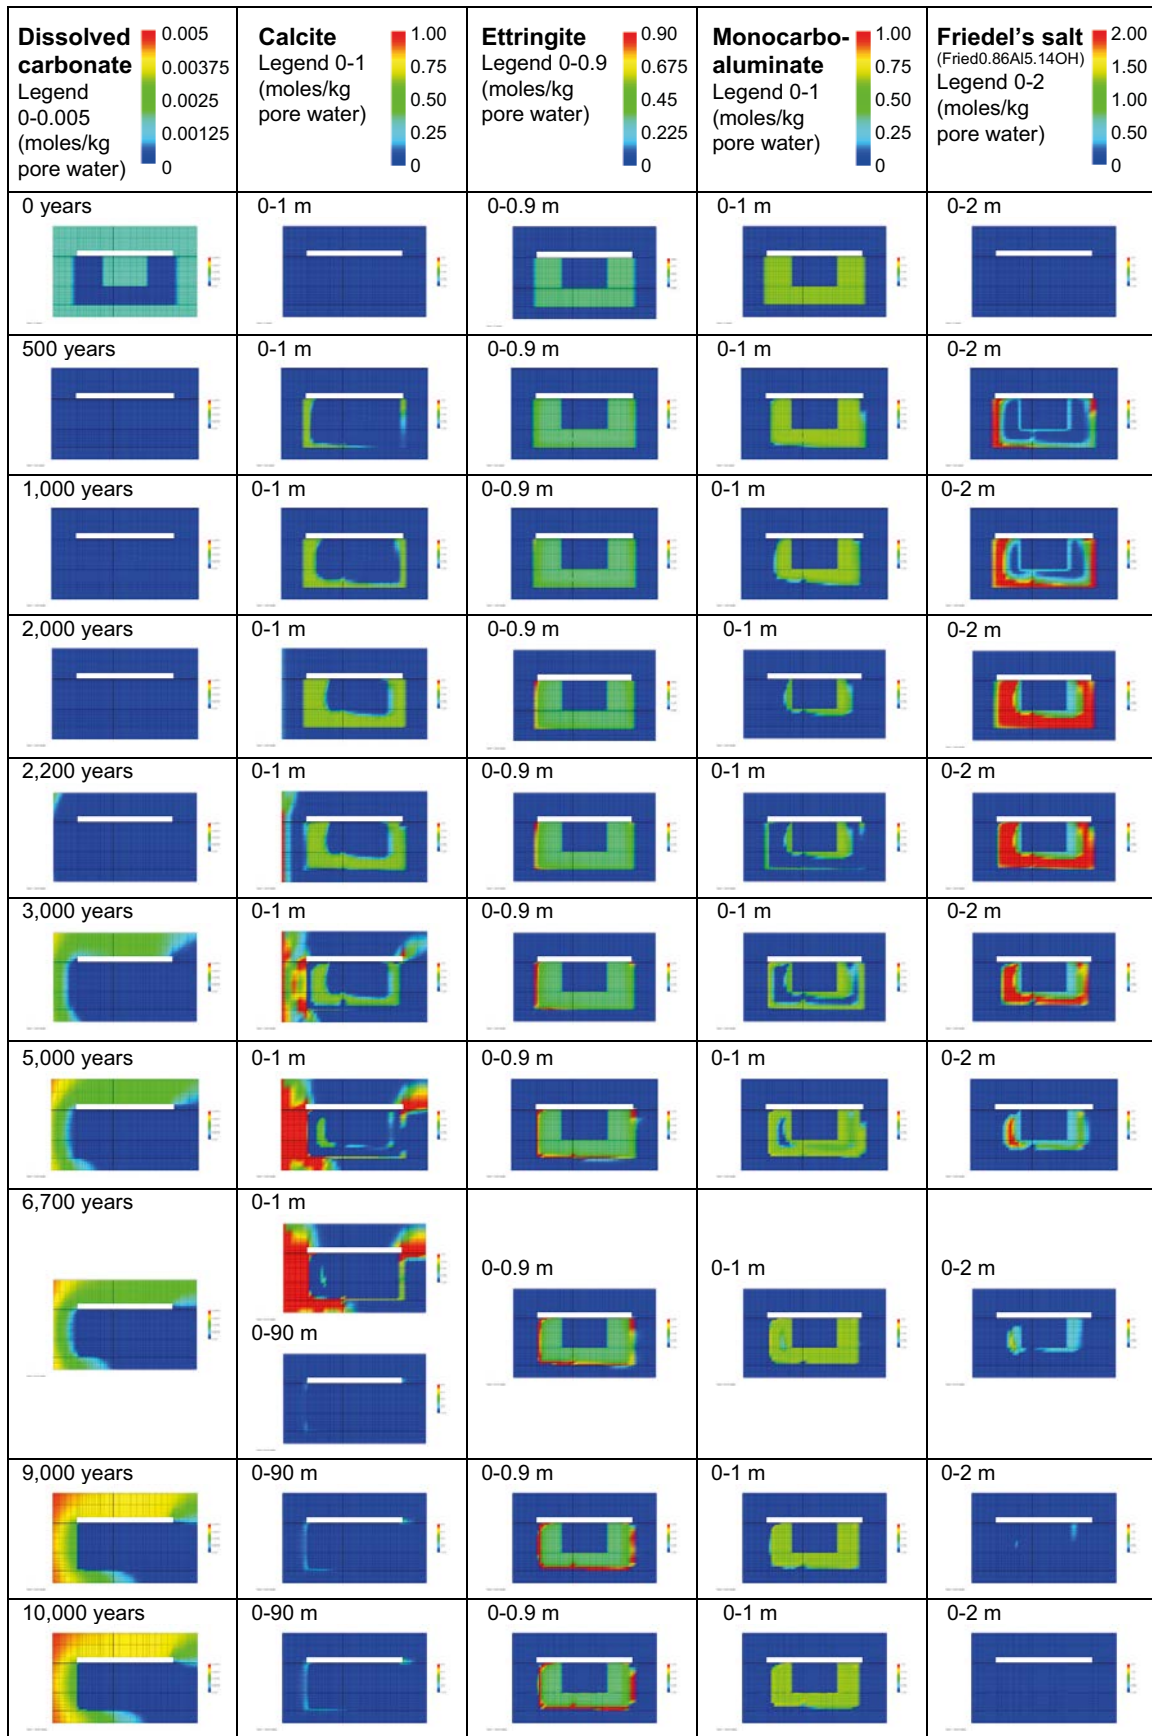 Dissolved
carbonate
Legend
0-0.005
(moles/kg
pore water)
0.005
0.00375
0.0025
0.00125
0
Calcite
Legend 0-1
(moles/kg
pore water)
1.00
0.75
0.50
0.25
0
Ettringite
Legend 0-0.9
(moles/kg
pore water)
0.90
0.675
0.45
0.225
0
Monocarbo-
aluminate
Legend 0-1
(moles/kg
pore water)
1.00
0.75
0.50
0.25
0
Friedel's salt
(Fried0.86Al5.14OH)
Legend 0-2
(moles/kg
pore water)
2.00
1.50
1.00
0.50
0
0 years
0-1 m
0-0.9 m
0-1 m
0-2 m
500 years
0-1 m
0-0.9 m
0-1 m
0-2 m
1,000 years
0-1 m
0-0.9 m
0-1 m
0-2 m
2,000 years
0-1 m
0-0.9 m
0-1 m
0-2 m
2,200 years
0-1 m
0-0.9 m
0-1 m
0-2 m
3,000 years
0-1 m
0-0.9 m
0-1 m
0-2 m
5,000 years
0-1 m
0-0.9 m
0-1 m
0-2 m
6,700 years
0-1 m
0-90 m
0-0.9 m
0-1 m
0-2 m
9,000 years
0-90 m
0-0.9 m
0-1 m
0-2 m
10,000 years
0-90 m
0-0.9 m
0-1 m
0-2 m